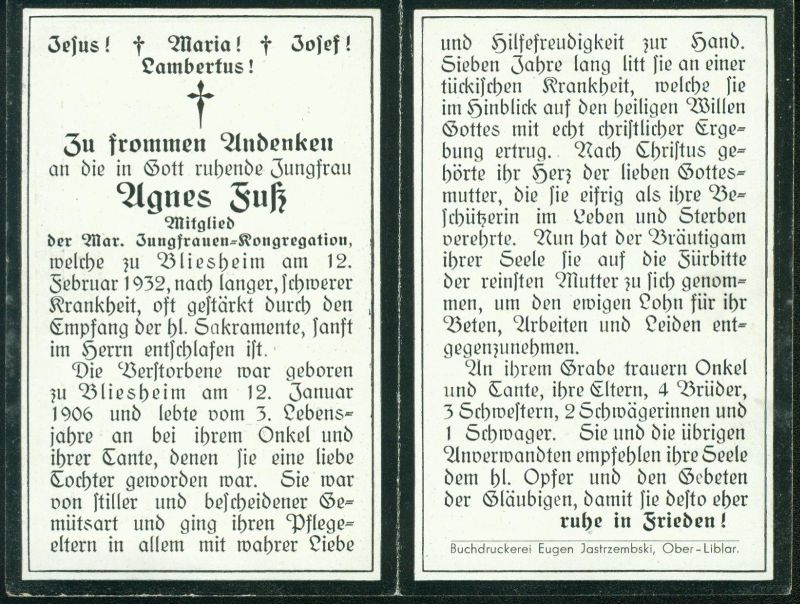 Jesus! † Maria! † Josef!
Lambertus!
Zu frommen Andenken
an die in Gott ruhende Jungfrau
Agnes Fuß
Mitglied
der Mar. Jungfrauen-Kongregation,
welche zu Bliesheim am 12.
Februar 1932, nach langer, schwerer
Krankheit, oft gestärkt durch den
Empfang der hl. Sakramente, sanft
im Herrn entschlafen ist.
Die Verstorbene war geboren
zu Bliesheim am 12. Januar
1906 und lebte vom 3. Lebens-
jahre an bei ihrem Onkel und
ihrer Tante, denen sie eine liebe
Tochter geworden war. Sie war
von stiller und bescheidener Ge-
mütsart und ging ihren Pflege-
eltern in allem mit wahrer Liebe
und Hilfefreudigkeit zur Hand.
Sieben Jahre lang litt sie an einer
tückischen Krankheit, welche sie
im Hinblick auf den heiligen Willen
Gottes mit echt christlicher Erge-
bung ertrug. Nach Christus ge-
hörte ihr Herz der lieben Gottes-
mutter, die sie eifrig als ihre Be-
schützerin im Leben und Sterben
verehrte. Nun hat der Bräutigam
ihrer Seele sie auf die Fürbitte
der reinsten Mutter zu sich genom-
men, um den ewigen Lohn für ihr
Beten, Arbeiten und Leiden ent-
gegenzunehmen.
An ihrem Grabe trauern Onkel
und Tante, ihre Eltern, 4 Brüder,
3 Schwestern, 2 Schwägerinnen und
1 Schwager. Sie und die übrigen
Anverwandten empfehlen ihre Seele
dem hl. Opfer und den Gebeten
der Gläubigen, damit sie desto eher
ruhe in Frieden!
Buchdruckerei Eugen Jastrzembski, Ober-Liblar.